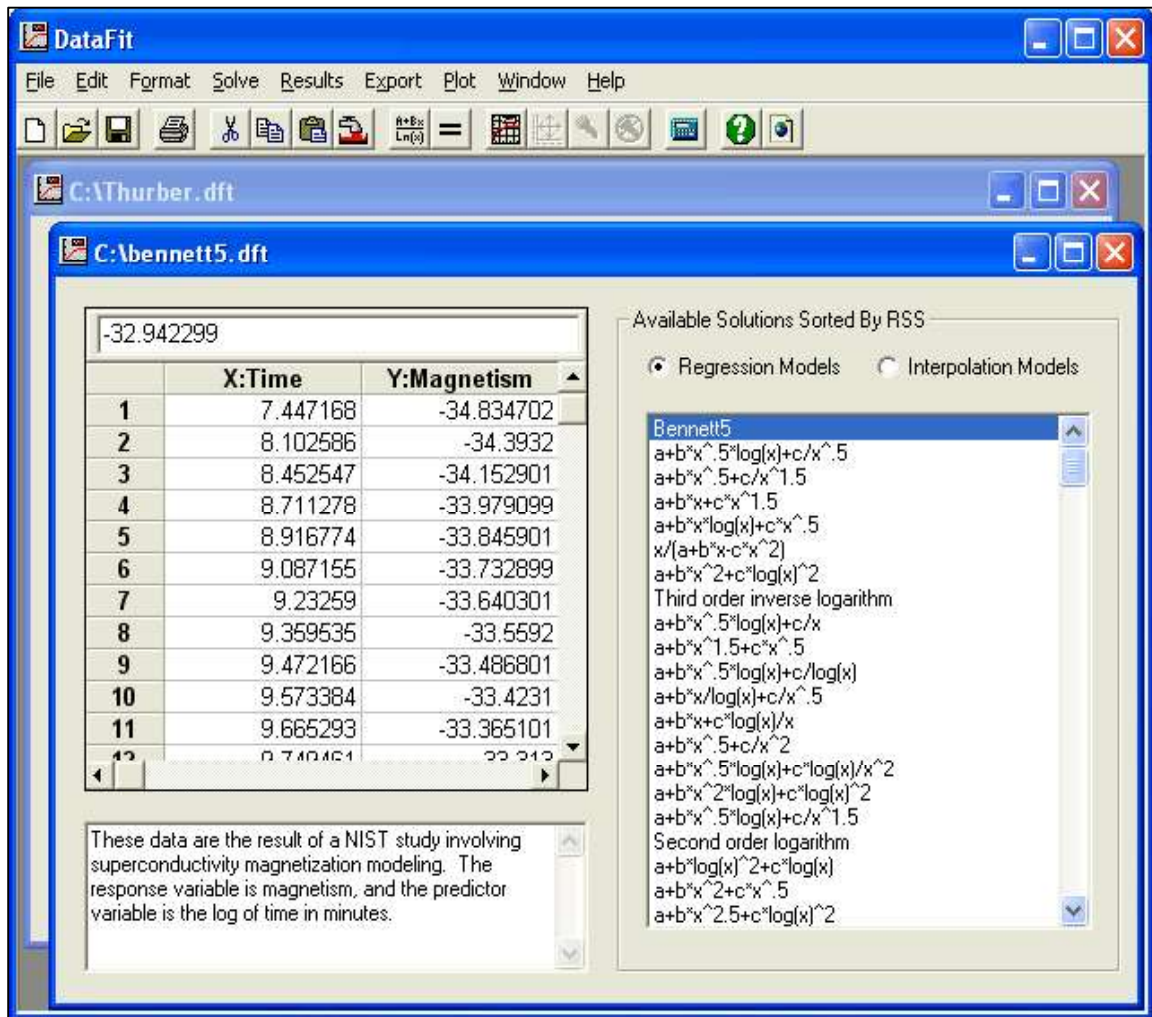 DataFit
File Edit Format Solve Results Export Plot Window Help
A+Bx
Ln(x)
C:\Thurber.dft
C:\bennett5.dft
-32.942299
X:Time Y:Magnetism
1 7.447168 -34.834702
2 8.102586 -34.3932
3 8.452547 -34.152901
4 8.711278 -33.979099
5 8.916774 -33.845901
6 9.087155 -33.732899
7 9.23259 -33.640301
8 9.359535 -33.5592
9 9.472166 -33.486801
10 9.573384 -33.4231
11 9.665293 -33.365101
12 9.749461 -33.313
These data are the result of a NIST study involving
superconductivity magnetization modeling. The
response variable is magnetism, and the predictor
variable is the log of time in minutes.
Available Solutions Sorted By RSS
Regression Models Interpolation Models
Bennett5
a+b*x^.5*log(x)+c/x^.5
a+b*x^.5+c/x^1.5
a+b*x+c*x^1.5
a+b*x*log(x)+c*x^.5
x/(a+b*x-c*x^2)
a+b*x^2+c*log(x)^2
Third order inverse logarithm
a+b*x^.5*log(x)+c/x
a+b*x^1.5+c*x^.5
a+b*x^.5*log(x)+c/log(x)
a+b*x/log(x)+c/x^.5
a+b*x+c*log(x)/x
a+b*x^.5+c/x^2
a+b*x^.5*log(x)+c*log(x)/x^2
a+b*x^2*log(x)+c*log(x)^2
a+b*x^.5*log(x)+c/x^1.5
Second order logarithm
a+b*log(x)^2+c*log(x)
a+b*x^2+c*x^.5
a+b*x^2.5+c*log(x)^2